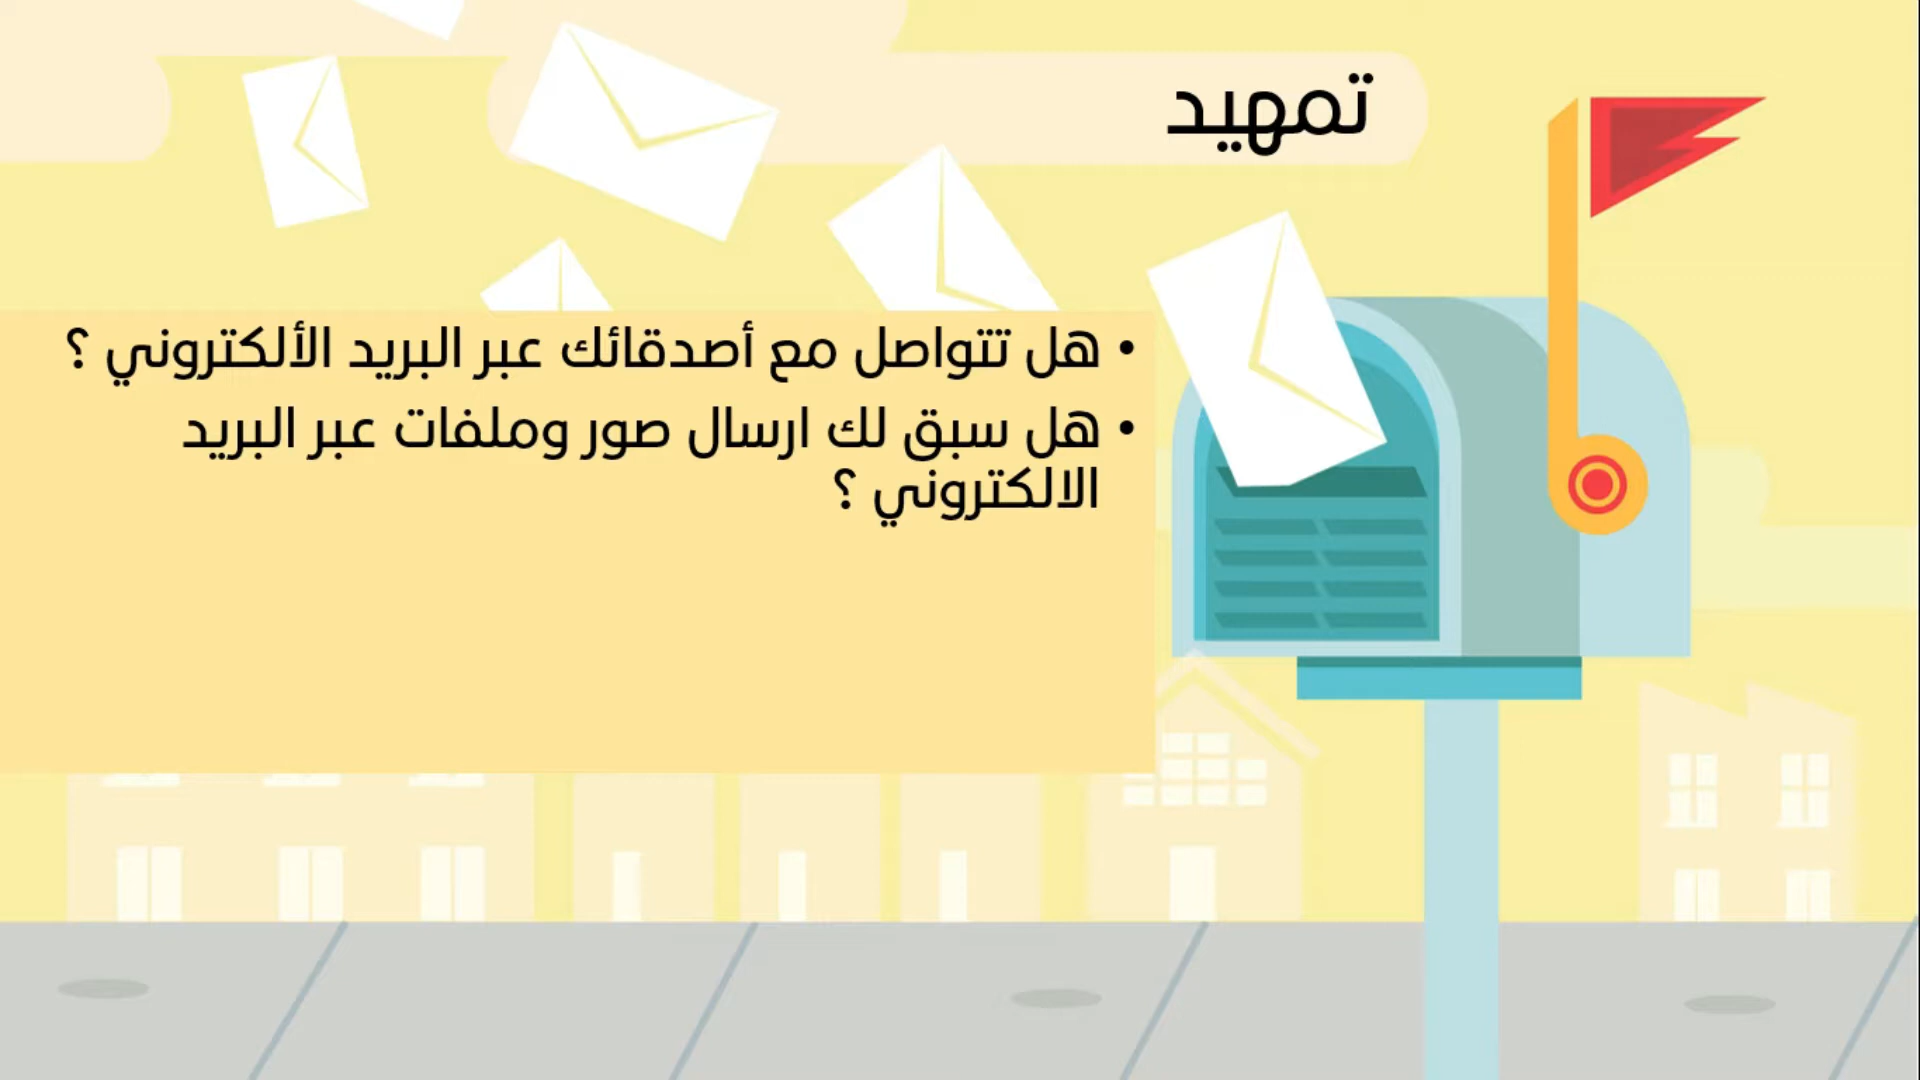 تمهيد
• هل تتواصل مع أصدقائك عبر البريد الألكتروني ؟
• هل سبق لك ارسال صور وملفات عبر البريد
الالكتروني ؟